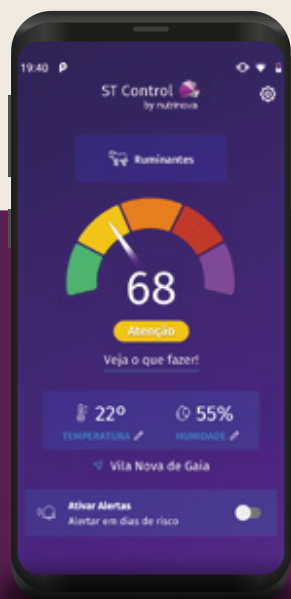 19:40
ST Control
by nutrinova
Ruminantes
68
Atenção
Veja o que fazer!
22º
55%
TEMPERATURA
HUMIDADE
Vila Nova de Gaia
Ativar Alertas
Alertar em dias de risco